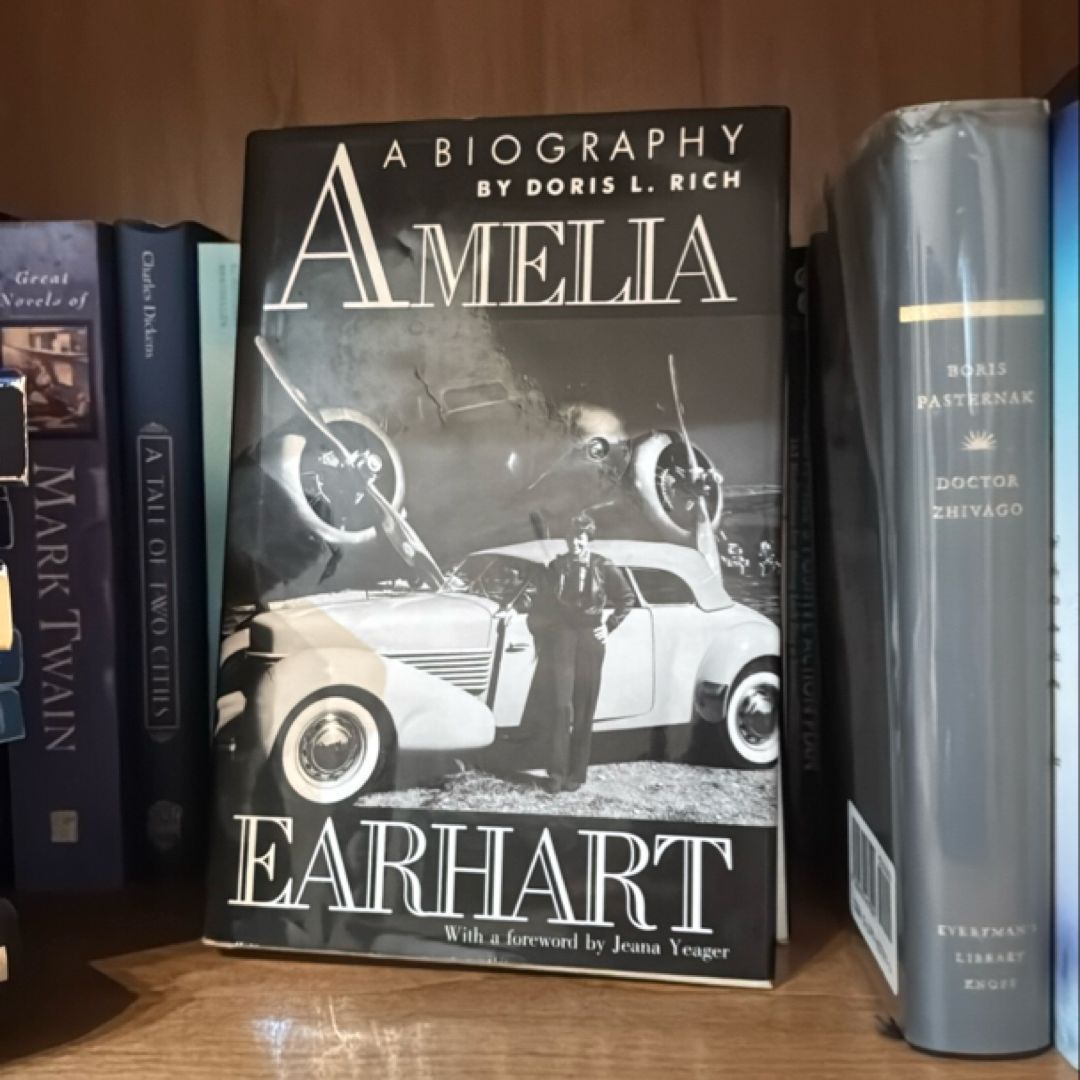 A BIOGRAPHY
BY DORIS L. RICH
AMELIA
EARHART
With a foreword by Jeana Yeager
Great
Novels of
MARK TWAIN
Charles Dickens
A TALE OF TWO CITIES
BORIS
PASTERNAK
DOCTOR
ZHIVAGO
EVERYMAN'S
LIBRARY
KNOPF